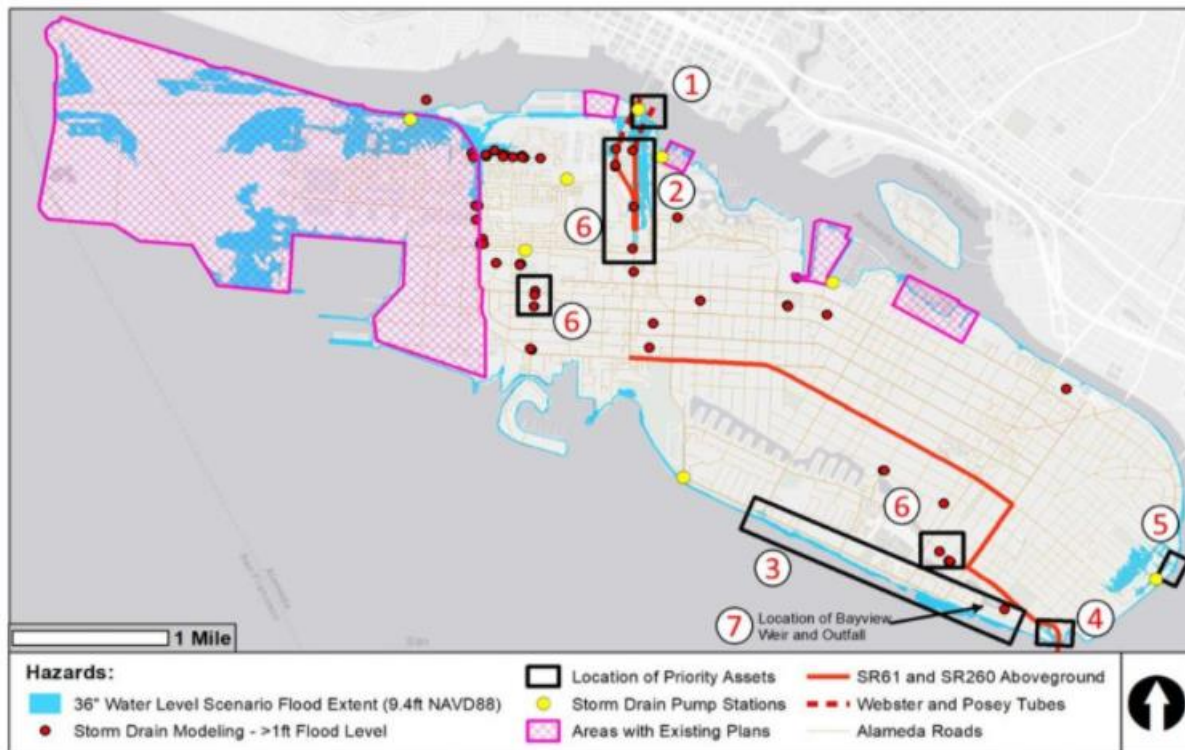 1
2
6
6
6
5
3
4
7
Location of Bayview
Weir and Outfall
1 Mile
Hazards:
36" Water Level Scenario Flood Extent (9.4ft NAVD88)
Storm Drain Modeling - >1ft Flood Level
Location of Priority Assets
Storm Drain Pump Stations
Areas with Existing Plans
SR61 and SR260 Aboveground
Webster and Posey Tubes
Alameda Roads